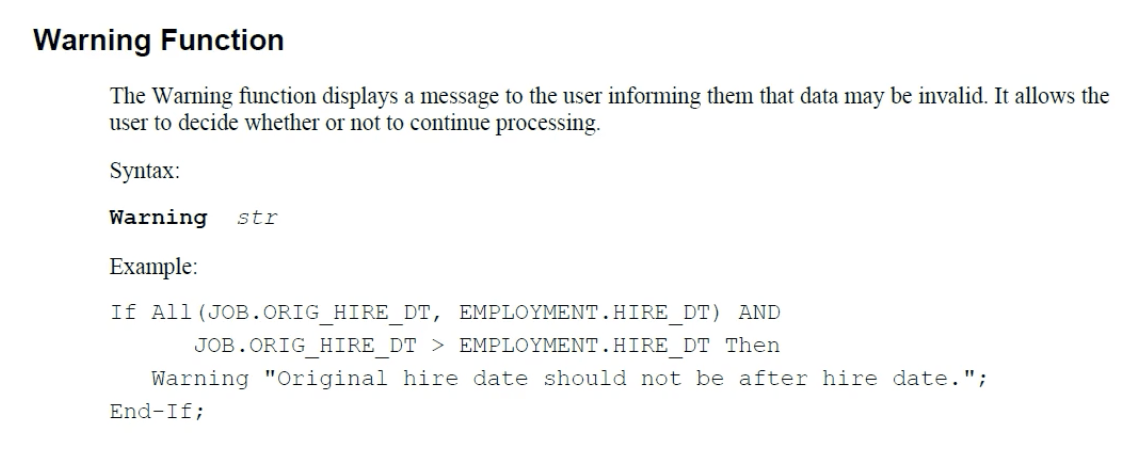 Warning Function
The Warning function displays a message to the user informing them that data may be invalid. It allows the
user to decide whether or not to continue processing.
Syntax:
Warning str
Example:
If All(JOB.ORIG_HIRE_DT, EMPLOYMENT.HIRE_DT) AND
JOB.ORIG_HIRE_DT > EMPLOYMENT.HIRE_DT Then
Warning "Original hire date should not be after hire date.";
End-If;